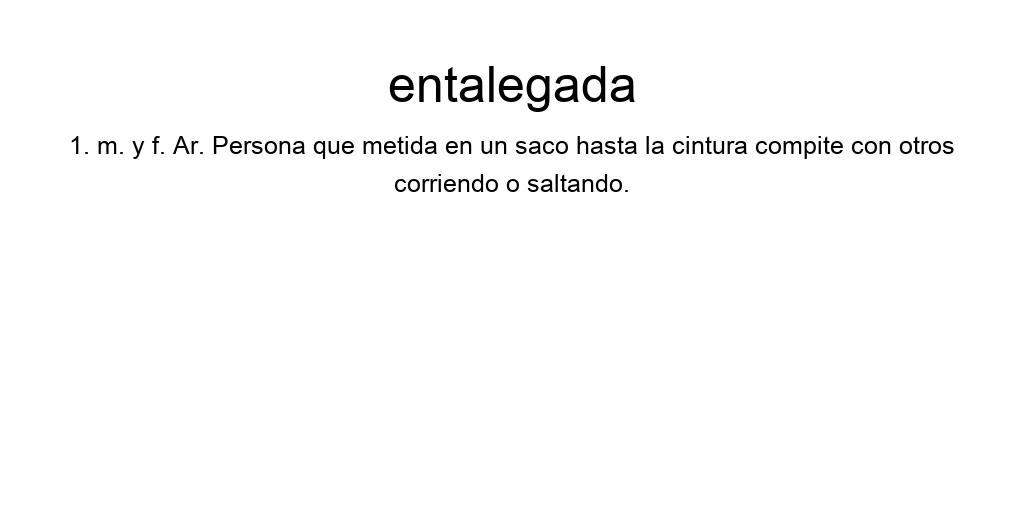 entalegada
1. m. y f. Ar. Persona que metida en un saco hasta la cintura compite con otros
corriendo o saltando.